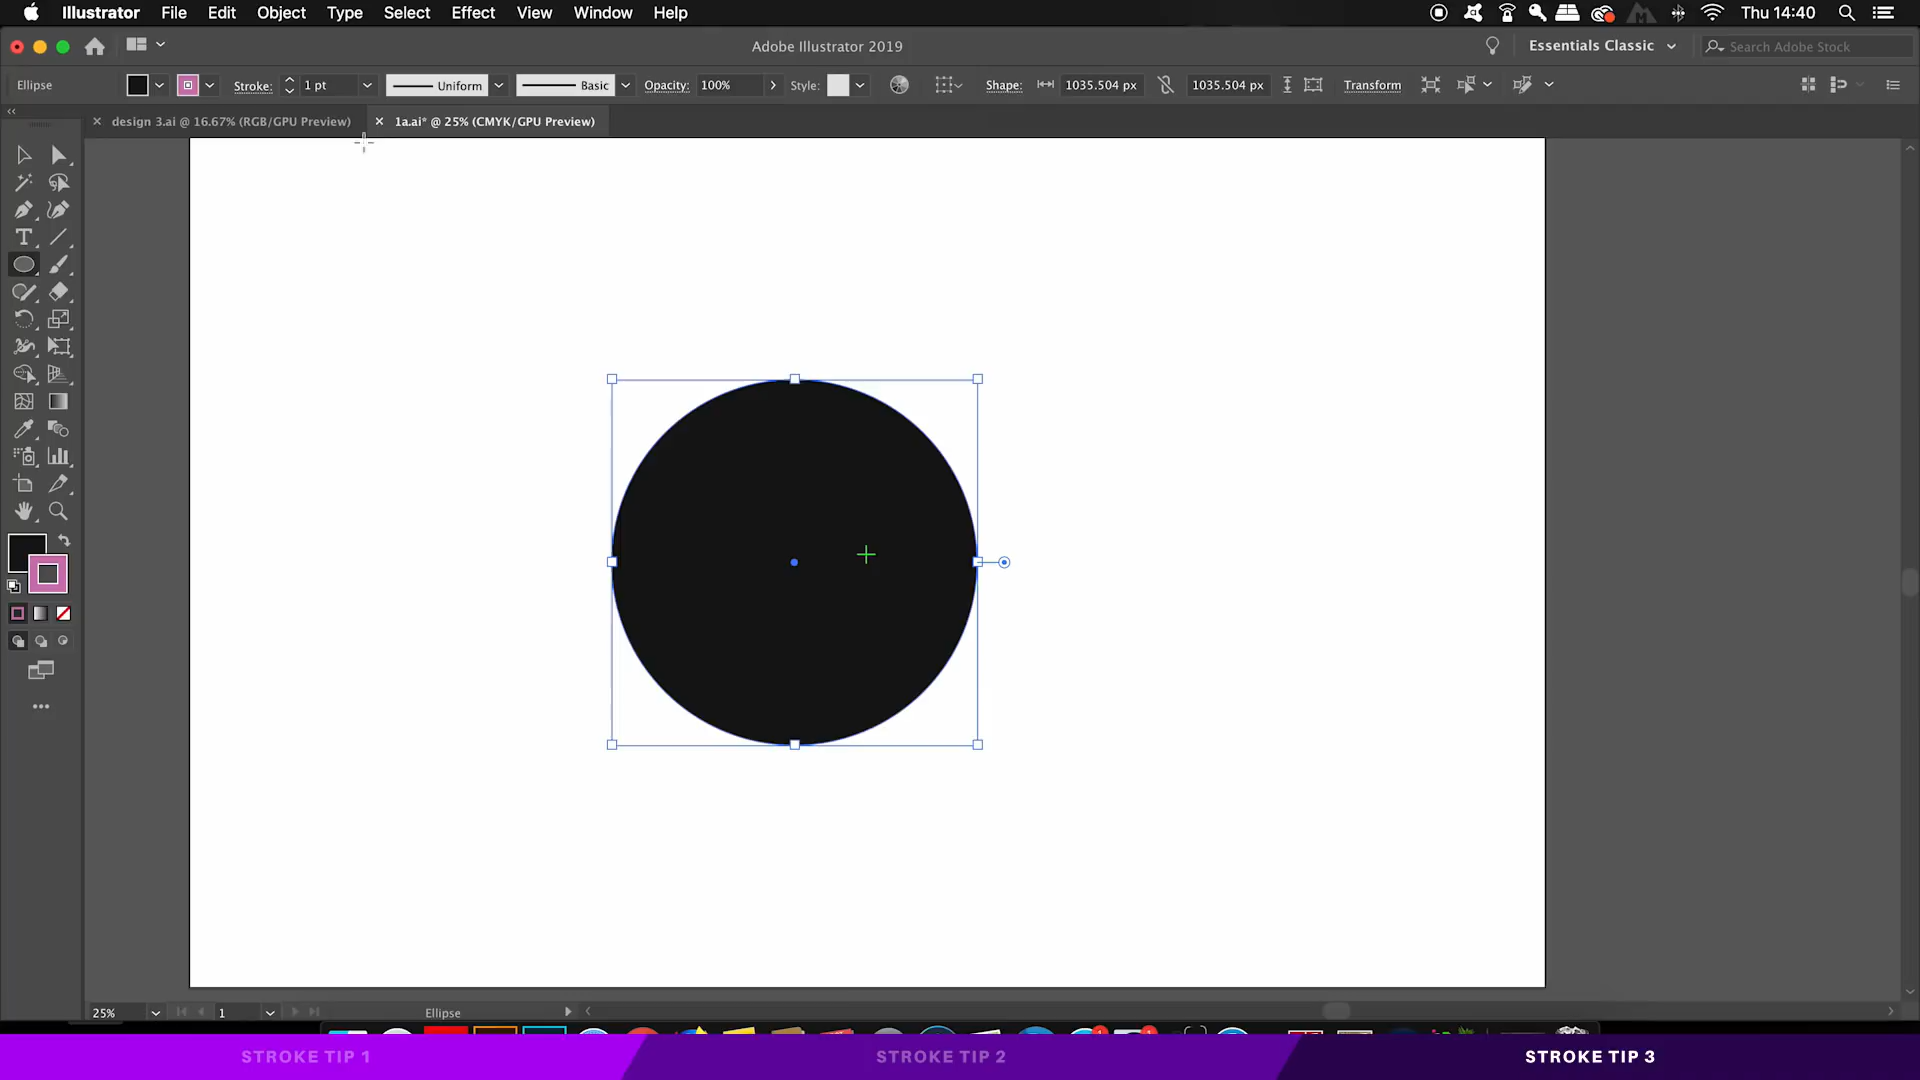 Illustrator File Edit Object Type Select Effect View Window Help Thu 14:40
Adobe Illustrator 2019 Essentials Classic Search Adobe Stock
Ellipse Stroke: 1 pt Uniform Basic Opacity: 100% Style: Shape: 1035.504 px 1035.504 px Transform
design 3.ai @ 16.67% (RGB/GPU Preview) 1a.ai* @ 25% (CMYK/GPU Preview)
25% 1 Ellipse
STROKE TIP 1 STROKE TIP 2 STROKE TIP 3